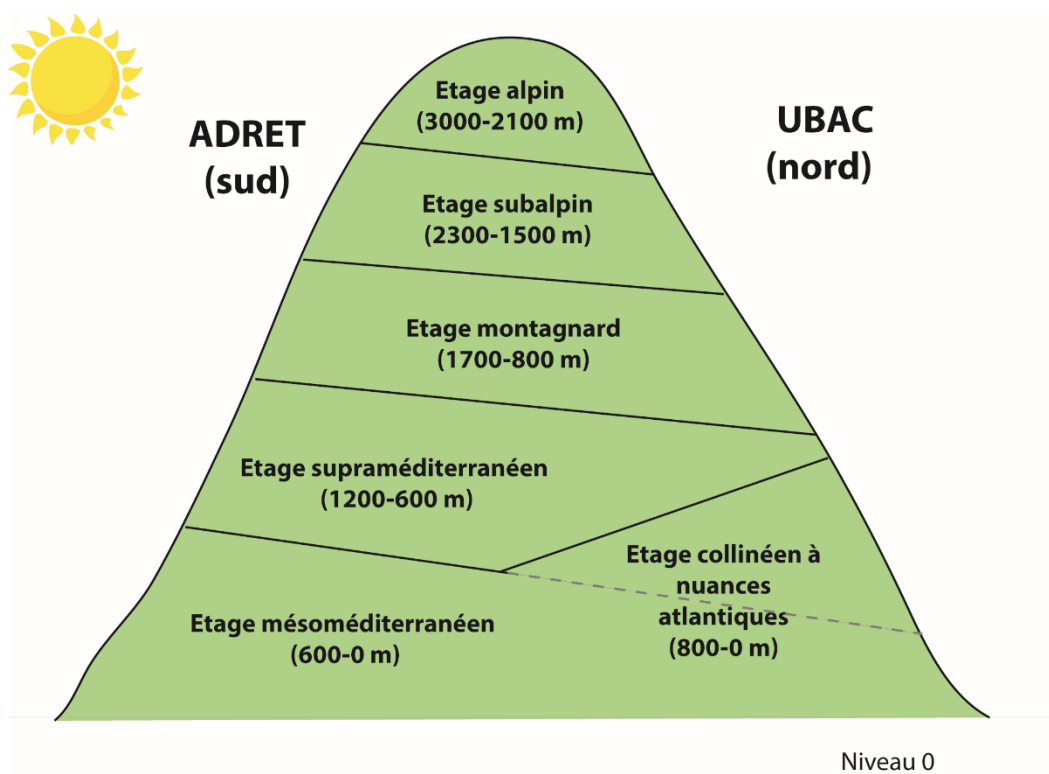 Etage alpin
(3000-2100 m)
ADRET
(sud)
UBAC
(nord)
Etage subalpin
(2300-1500 m)
Etage montagnard
(1700-800 m)
Etage supraméditerranéen
(1200-600 m)
Etage collinéen à
nuances
atlantiques
(800-0 m)
Etage mésoméditerranéen
(600-0 m)
Niveau 0